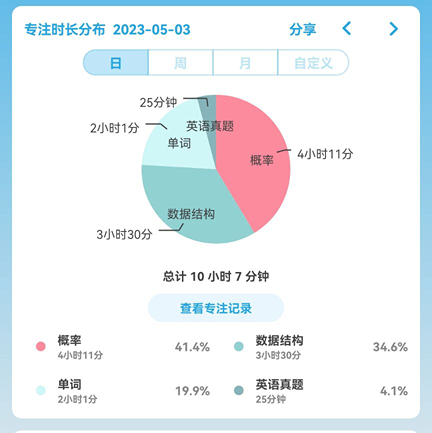 专注时长分布 2023-05-03 分享
日 周 月 自定义
25分钟
英语真题
2小时1分
单词
概率 4小时11分
数据结构
3小时30分
总计 10 小时 7 分钟
查看专注记录
概率 41.4% 数据结构 34.6%
4小时11分 3小时30分
单词 19.9% 英语真题 4.1%
2小时1分 25分钟